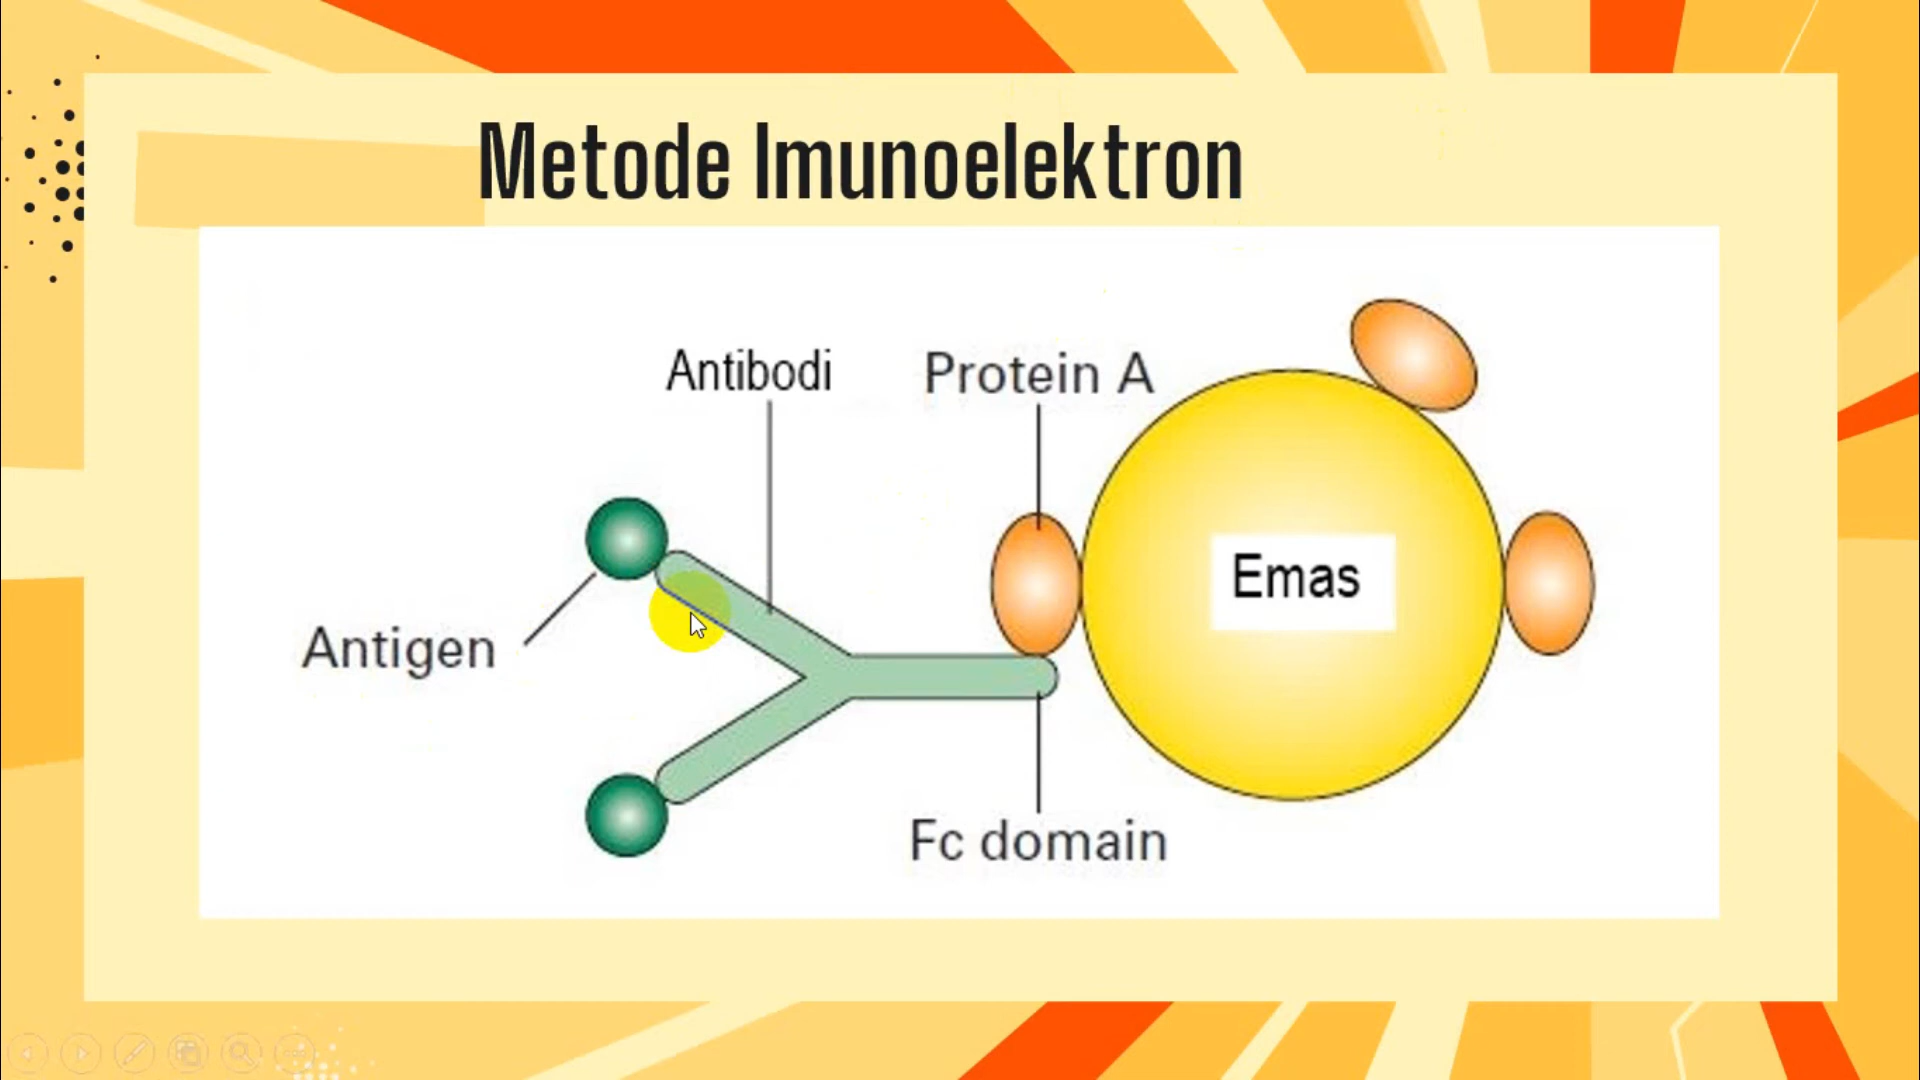 Metode Imunoelektron
Antibodi
Protein A
Emas
Antigen
Fc domain